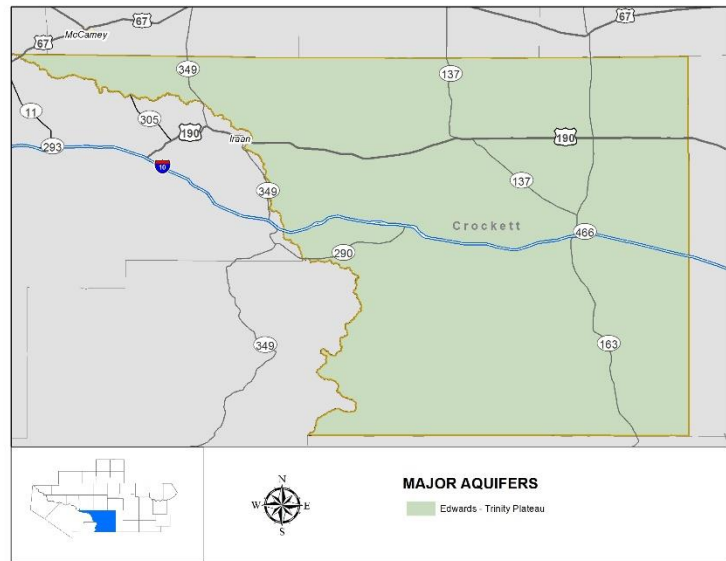 67
67
McCamey
67
349
137
11
305
190
Iraan
190
293
10
349
137
Crockett
466
290
349
163
N
W E
S
MAJOR AQUIFERS
Edwards - Trinity Plateau